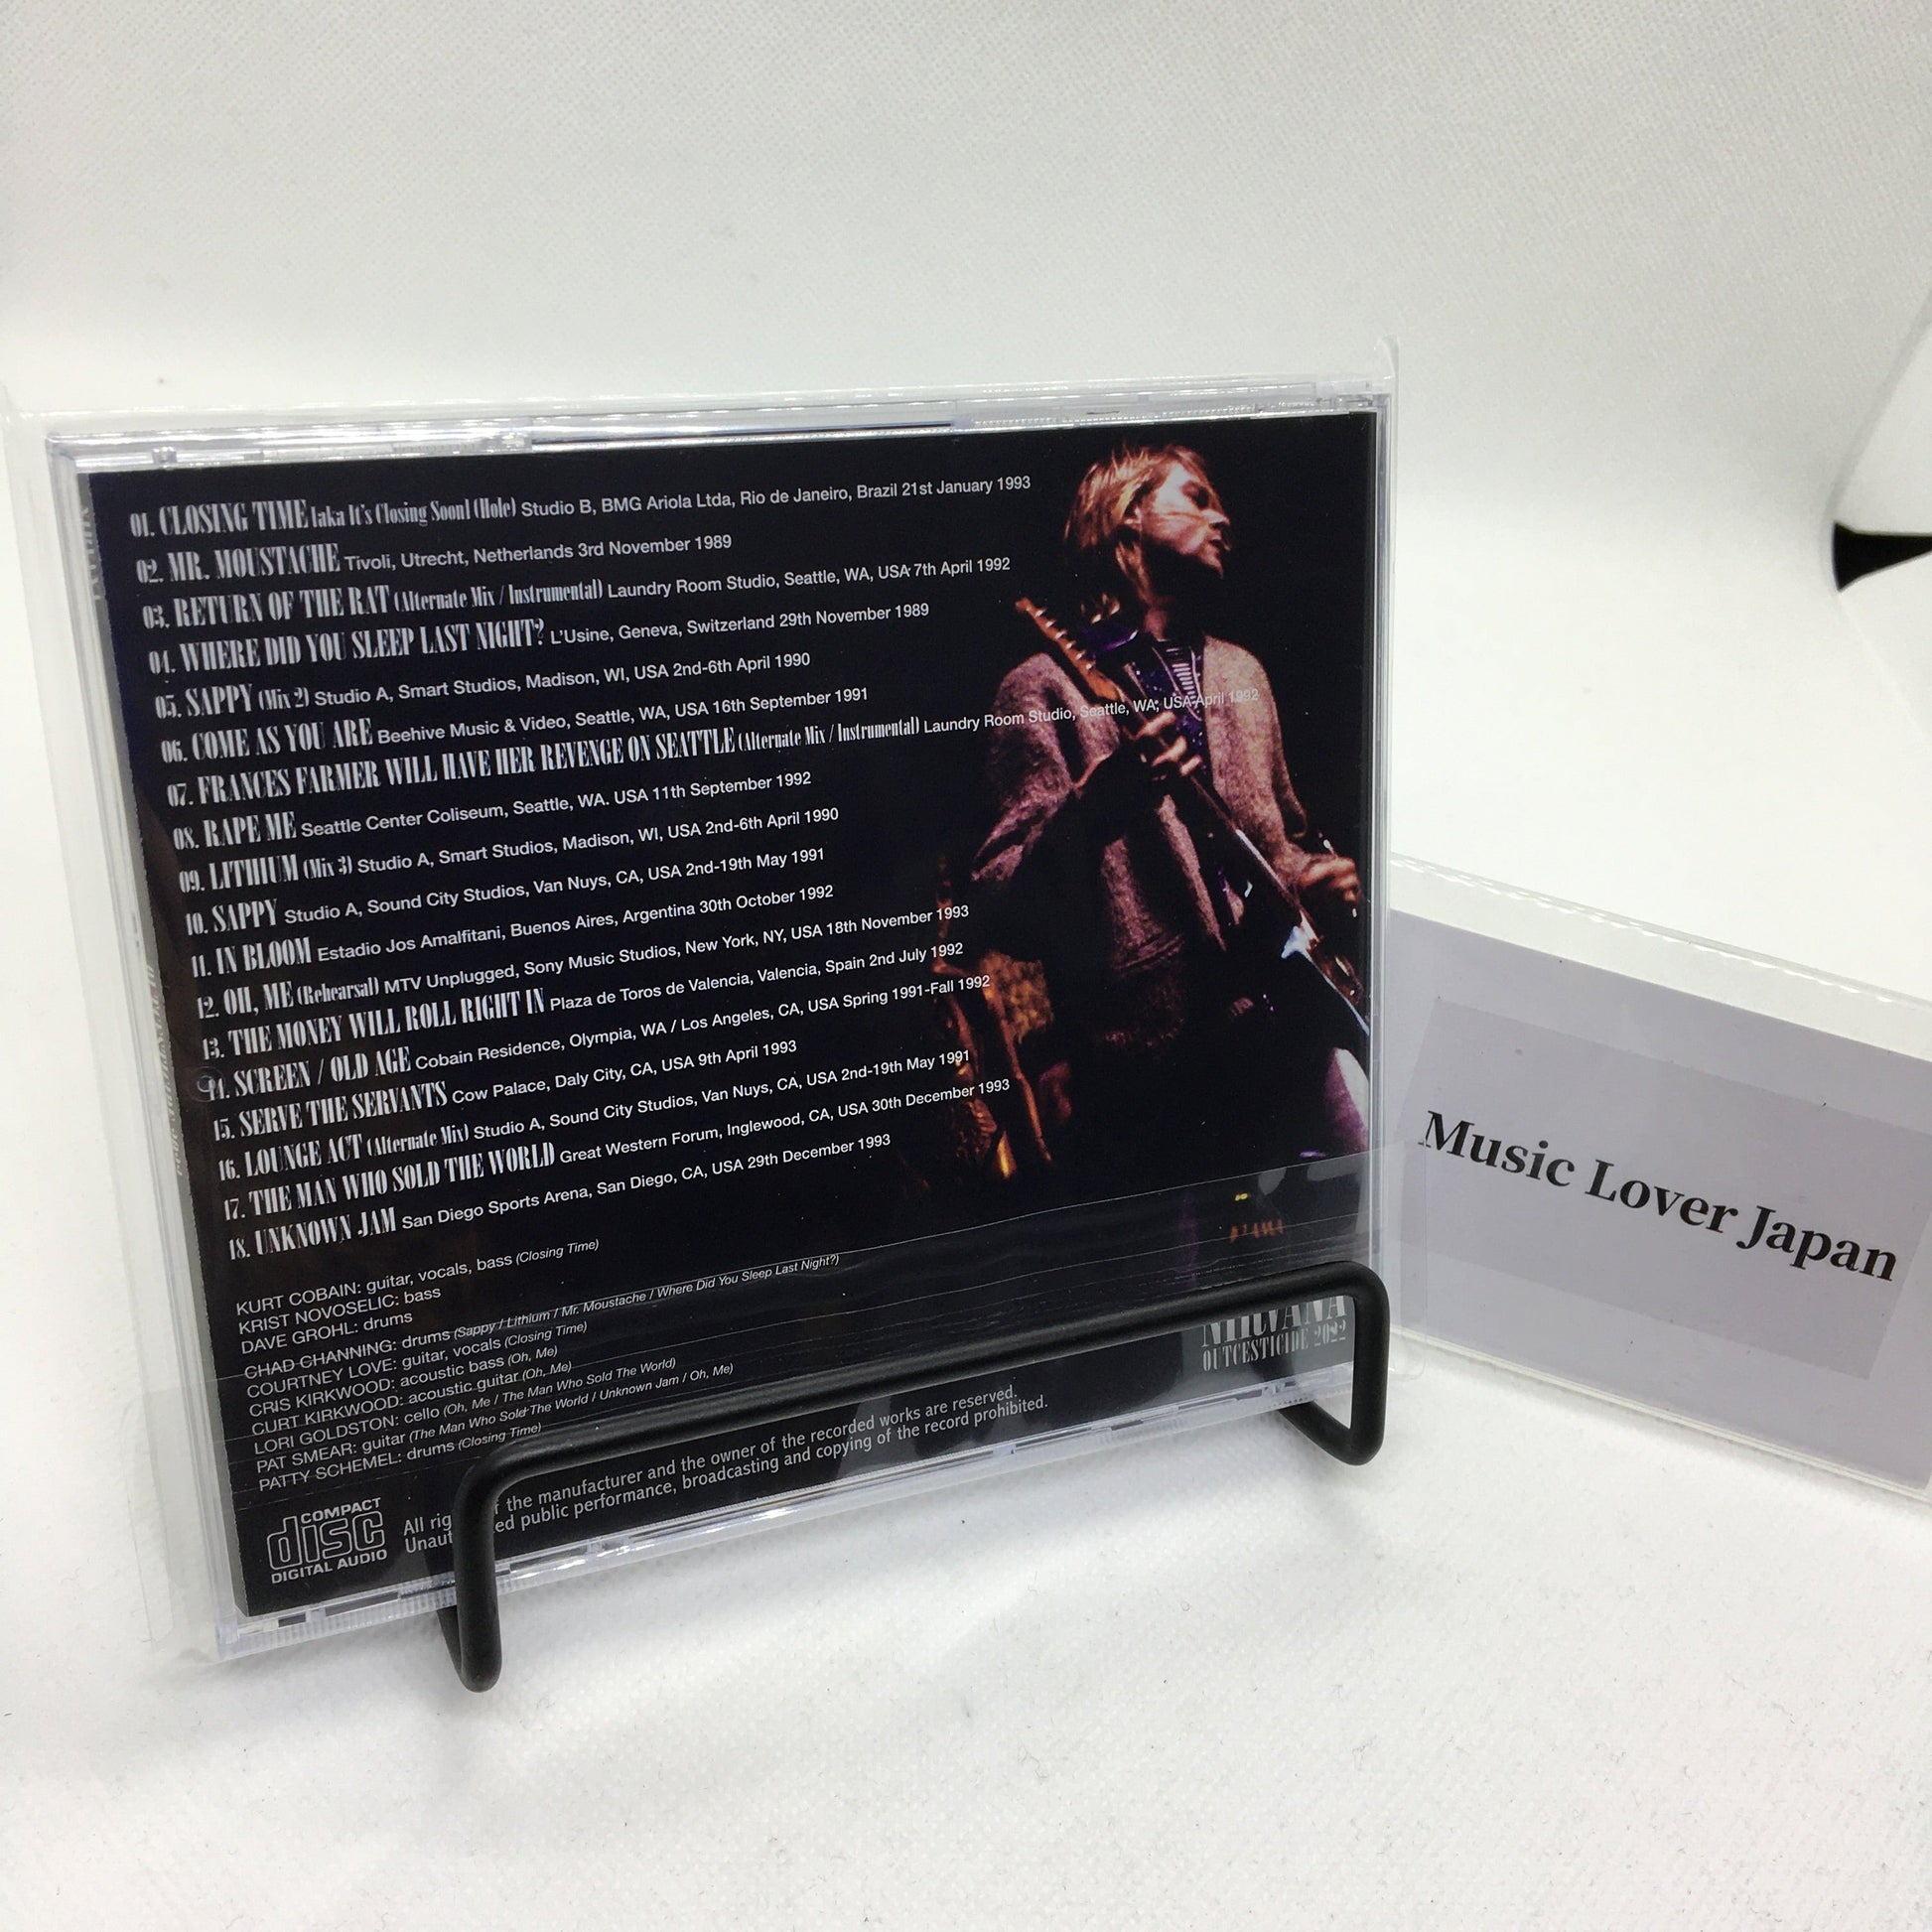 01. CLOSING TIME [aka It's Closing Soon] (Hole) Studio B, BMG Ariola Ltda, Rio de Janeiro, Brazil 21st January 1993
02. MR. MOUSTACHE Tivoli, Utrecht, Netherlands 3rd November 1989
03. RETURN OF THE RAT (Alternate Mix / Instrumental) Laundry Room Studio, Seattle, WA, USA 7th April 1992
04. WHERE DID YOU SLEEP LAST NIGHT? L'Usine, Geneva, Switzerland 29th November 1989
05. SAPPY (Mix 2) Studio A, Smart Studios, Madison, WI, USA 2nd-6th April 1990
06. COME AS YOU ARE Beehive Music & Video, Seattle, WA, USA 16th September 1991
07. FRANCES FARMER WILL HAVE HER REVENGE ON SEATTLE (Alternate Mix / Instrumental) Laundry Room Studio, Seattle, WA, USA April 1992
08. RAPE ME Seattle Center Coliseum, Seattle, WA. USA 11th September 1992
09. LITHIUM (Mix 3) Studio A, Smart Studios, Madison, WI, USA 2nd-6th April 1990
10. SAPPY Studio A, Sound City Studios, Van Nuys, CA, USA 2nd-19th May 1991
11. IN BLOOM Estadio Jos Amalfitani, Buenos Aires, Argentina 30th October 1992
12. OH, ME (Rehearsal) MTV Unplugged, Sony Music Studios, New York, NY, USA 18th November 1993
13. THE MONEY WILL ROLL RIGHT IN Plaza de Toros de Valencia, Valencia, Spain 2nd July 1992
14. SCREEN / OLD AGE Cobain Residence, Olympia, WA / Los Angeles, CA, USA Spring 1991-Fall 1992
15. SERVE THE SERVANTS Cow Palace, Daly City, CA, USA 9th April 1993
16. LOUNGE ACT (Alternate Mix) Studio A, Sound City Studios, Van Nuys, CA, USA 2nd-19th May 1991
17. THE MAN WHO SOLD THE WORLD Great Western Forum, Inglewood, CA, USA 30th December 1993
18. UNKNOWN JAM San Diego Sports Arena, San Diego, CA, USA 29th December 1993
KURT COBAIN: guitar, vocals, bass (Closing Time)
KRIST NOVOSELIC: bass
DAVE GROHL: drums
CHAD CHANNING: drums (Sappy / Lithium / Mr. Moustache / Where Did You Sleep Last Night?)
COURTNEY LOVE: guitar, vocals (Closing Time)
CRIS KIRKWOOD: acoustic bass (Oh, Me)
CURT KIRKWOOD: acoustic guitar (Oh, Me)
LORI GOLDSTON: cello (Oh, Me / The Man Who Sold The World)
PAT SMEAR: guitar (The Man Who Sold The World / Unknown Jam / Oh, Me)
PATTY SCHEMEL: drums (Closing Time)
NIRVANA
OUTCESTICIDE 2022
COMPACT
disc
DIGITAL AUDIO
All the manufacturer and the owner of the recorded works are reserved.
public performance, broadcasting and copying of the record prohibited.
Music Lover Japan